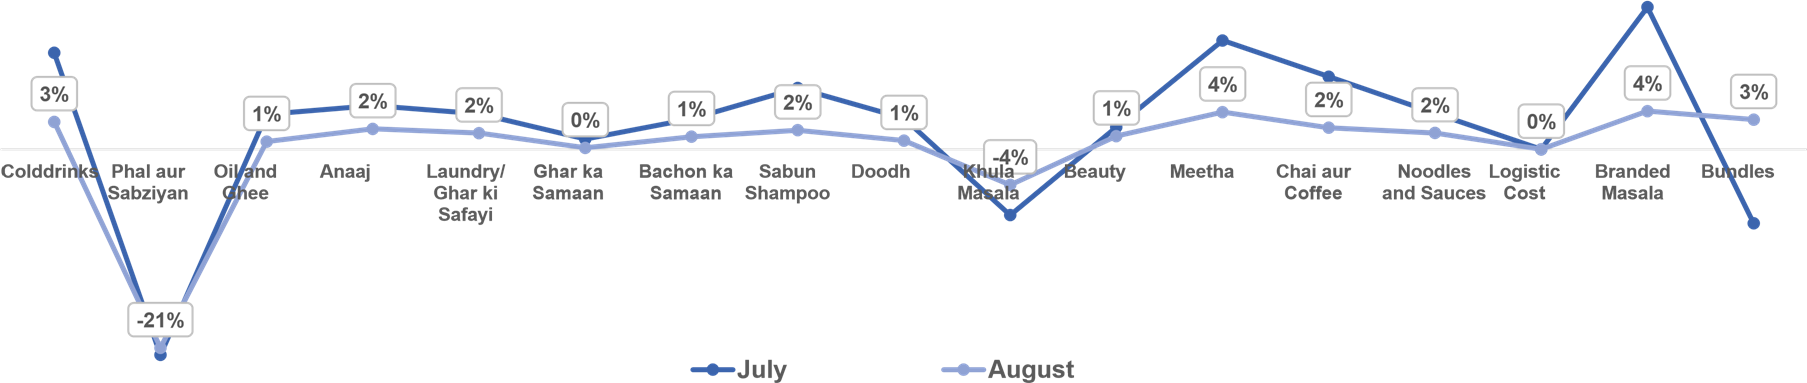 3%
-21%
1%
2%
2%
0%
1%
2%
1%
-4%
1%
4%
2%
2%
0%
4%
3%
Colddrinks
Phal aur
Sabziyan
Oil and
Ghee
Anaaj
Laundry/
Ghar ki
Safayi
Ghar ka
Samaan
Bachon ka
Samaan
Sabun
Shampoo
Doodh
Khula
Masala
Beauty
Meetha
Chai aur
Coffee
Noodles
and Sauces
Logistic
Cost
Branded
Masala
Bundles
July
August